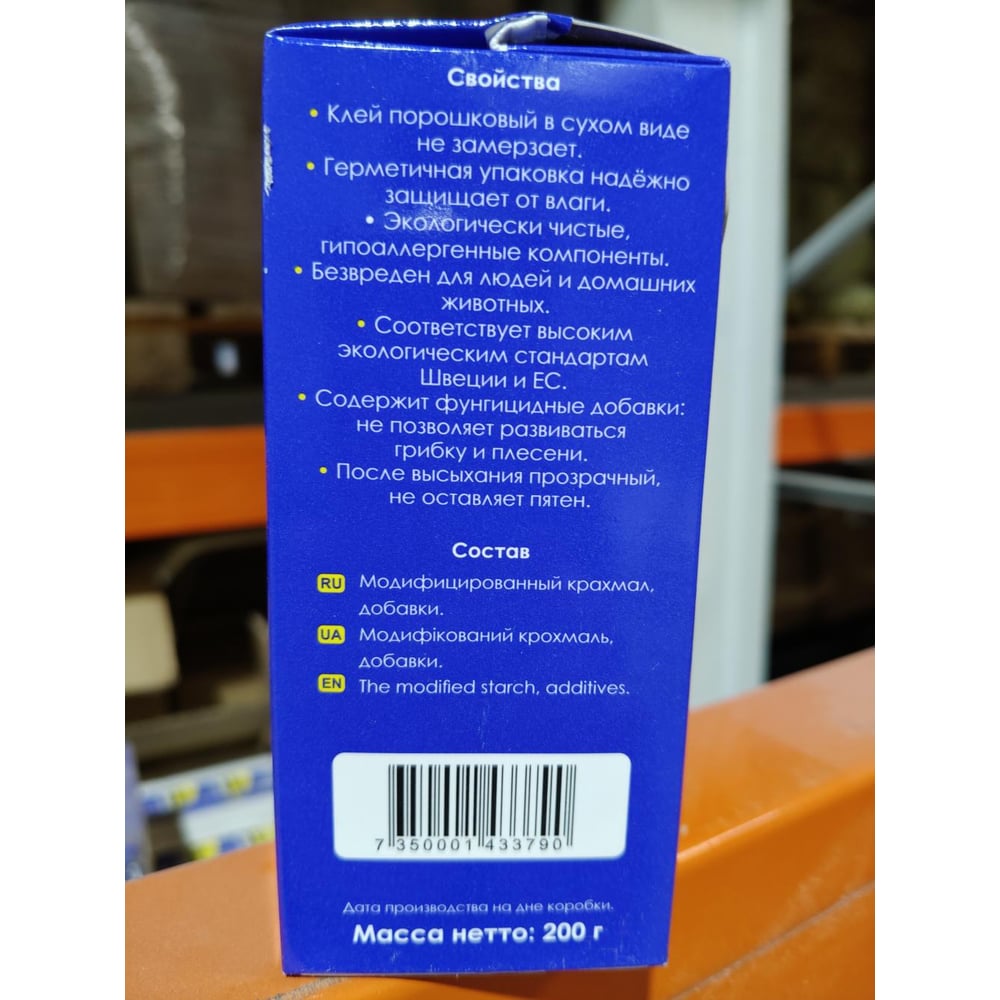 Свойства
• Клей порошковый в сухом виде
не замерзает.
• Герметичная упаковка надёжно
защищает от влаги.
• Экологически чистые,
гипоаллергенные компоненты.
• Безвреден для людей и домашних
животных.
• Соответствует высоким
экологическим стандартам
Швеции и ЕС.
• Содержит фунгицидные добавки:
не позволяет развиваться
грибку и плесени.
• После высыхания прозрачный,
не оставляет пятен.
Состав
RU Модифицированный крахмал,
добавки.
UA Модифікований крохмаль,
добавки.
EN The modified starch, additives.
7 350001 433790
Дата производства на дне коробки.
Масса нетто: 200 г